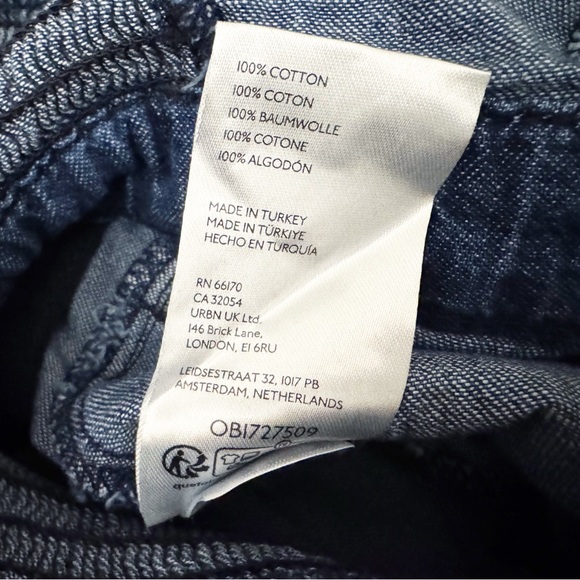 100% COTTON
100% COTON
100% BAUMWOLLE
100% COTONE
100% ALGODÓN
MADE IN TURKEY
MADE IN TÜRKIYE
HECHO EN TURQUÍA
RN 66170
CA 32054
URBN UK Ltd.
146 Brick Lane,
LONDON, E1 6RU
LEIDSESTRAAT 32, 1017 PB
AMSTERDAM, NETHERLANDS
OB1727509